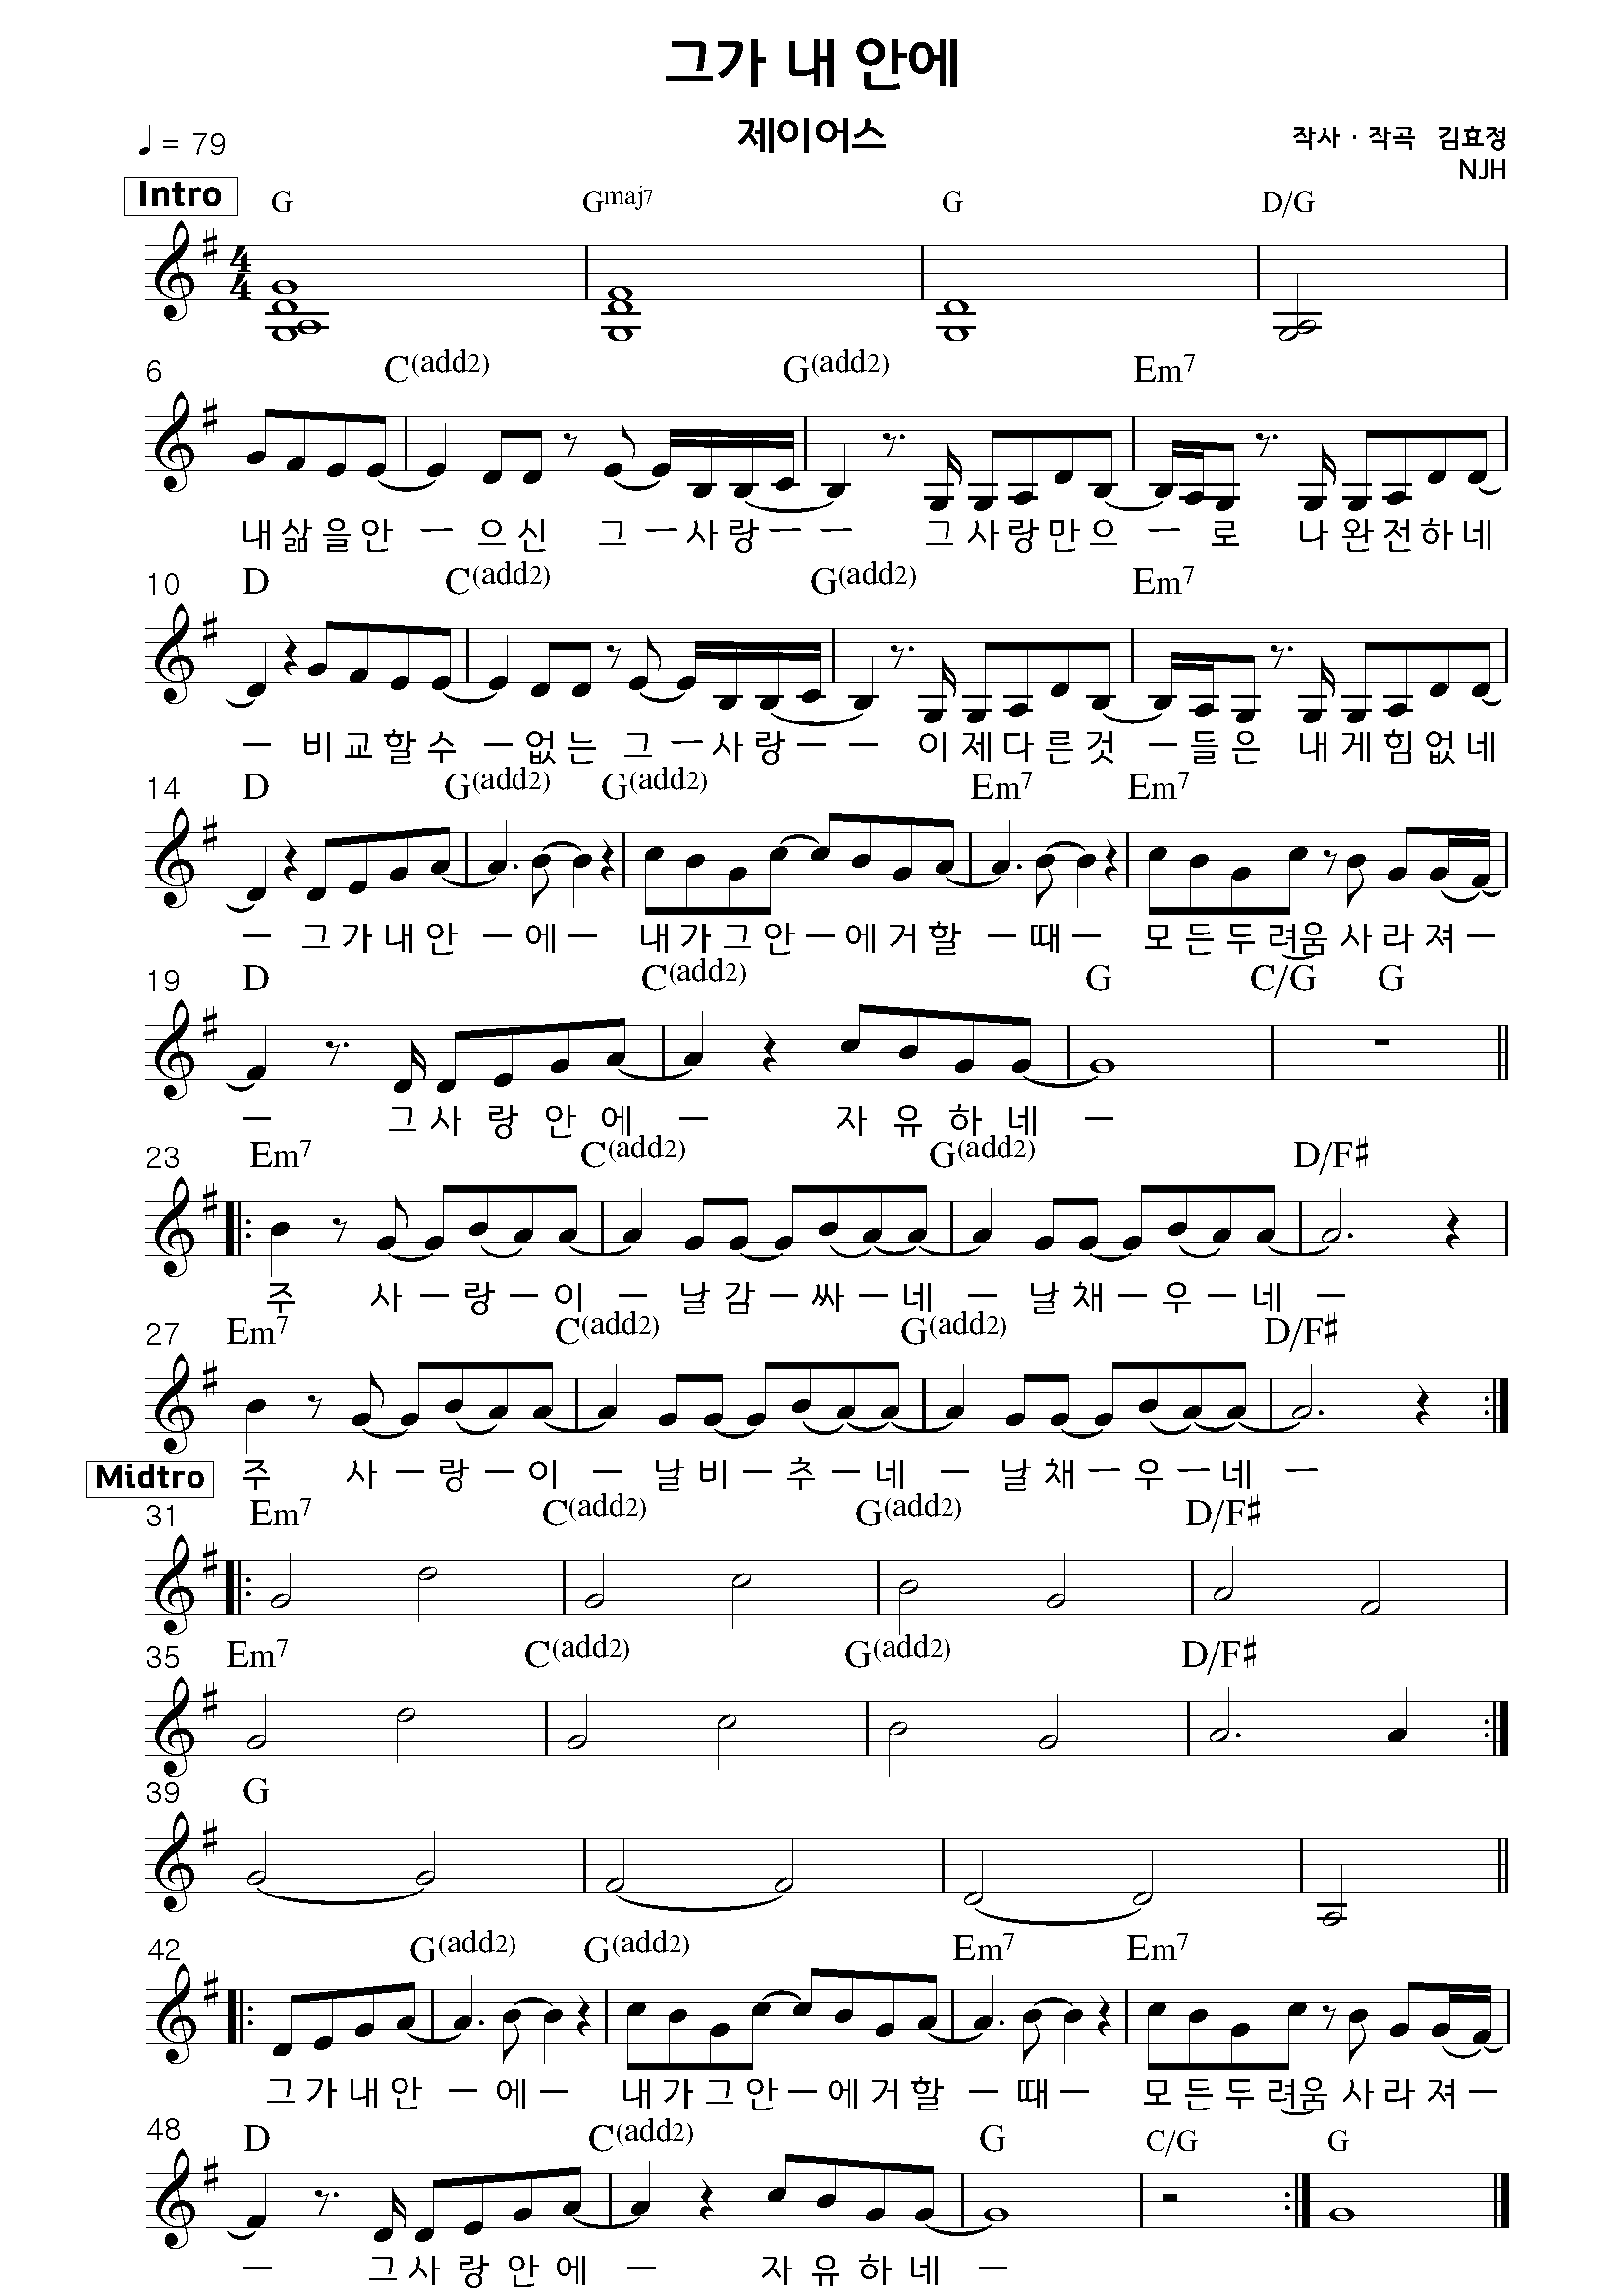 그가 내 안에
제이어스
♩ = 79
작사 · 작곡 김효정
NJH
Intro
G Gmaj7 G D/G
4
4
6 C(add2) G(add2) Em7
내 삶 을 안 ㅡ 으 신 그 ㅡ 사 랑 ㅡ ㅡ 그 사 랑 만 으 ㅡ 로 나 완 전 하 네
10 D C(add2) G(add2) Em7
ㅡ 비 교 할 수 ㅡ 없 는 그 ㅡ 사 랑 ㅡ ㅡ 이 제 다 른 것 ㅡ 들 은 내 게 힘 없 네
14 D G(add2) G(add2) Em7 Em7
ㅡ 그 가 내 안 ㅡ 에 ㅡ 내 가 그 안 ㅡ 에 거 할 ㅡ 때 ㅡ 모 든 두 려움 사 라 져 ㅡ
19 D C(add2) G C/G G
ㅡ 그 사 랑 안 에 ㅡ 자 유 하 네 ㅡ
23 Em7 C(add2) G(add2) D/F♯
주 사 ㅡ 랑 ㅡ 이 ㅡ 날 감 ㅡ 싸 ㅡ 네 ㅡ 날 채 ㅡ 우 ㅡ 네 ㅡ
27 Em7 C(add2) G(add2) D/F♯
주 사 ㅡ 랑 ㅡ 이 ㅡ 날 비 ㅡ 추 ㅡ 네 ㅡ 날 채 ㅡ 우 ㅡ 네 ㅡ
Midtro
31 Em7 C(add2) G(add2) D/F♯
35 Em7 C(add2) G(add2) D/F♯
39 G
42 G(add2) G(add2) Em7 Em7
그 가 내 안 ㅡ 에 ㅡ 내 가 그 안 ㅡ 에 거 할 ㅡ 때 ㅡ 모 든 두 려움 사 라 져 ㅡ
48 D C(add2) G C/G G
ㅡ 그 사 랑 안 에 ㅡ 자 유 하 네 ㅡ